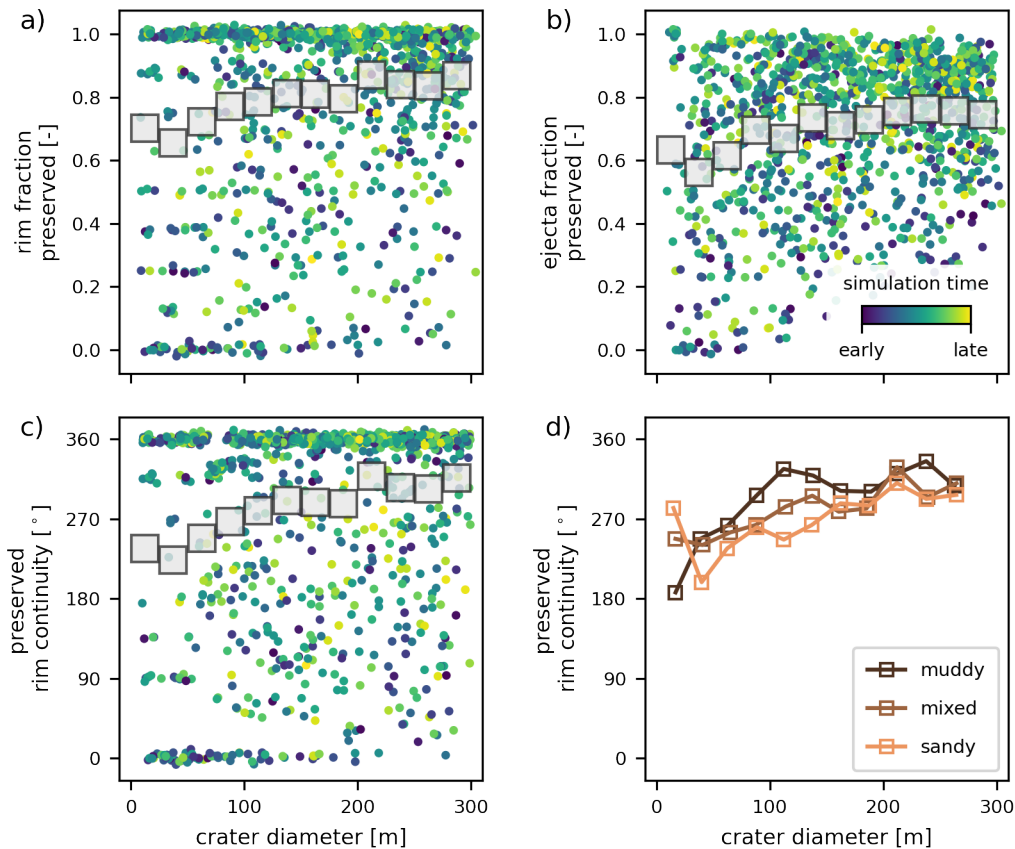 a)
1.0
0.8
0.6
0.4
0.2
0.0
rim fraction
preserved [-]
b)
1.0
0.8
0.6
0.4
0.2
0.0
ejecta fraction
preserved [-]
simulation time
early late
c)
360
270
180
90
0
preserved
rim continuity [°]
0 100 200 300
crater diameter [m]
d)
360
270
180
90
0
preserved
rim continuity [°]
muddy
mixed
sandy
0 100 200 300
crater diameter [m]